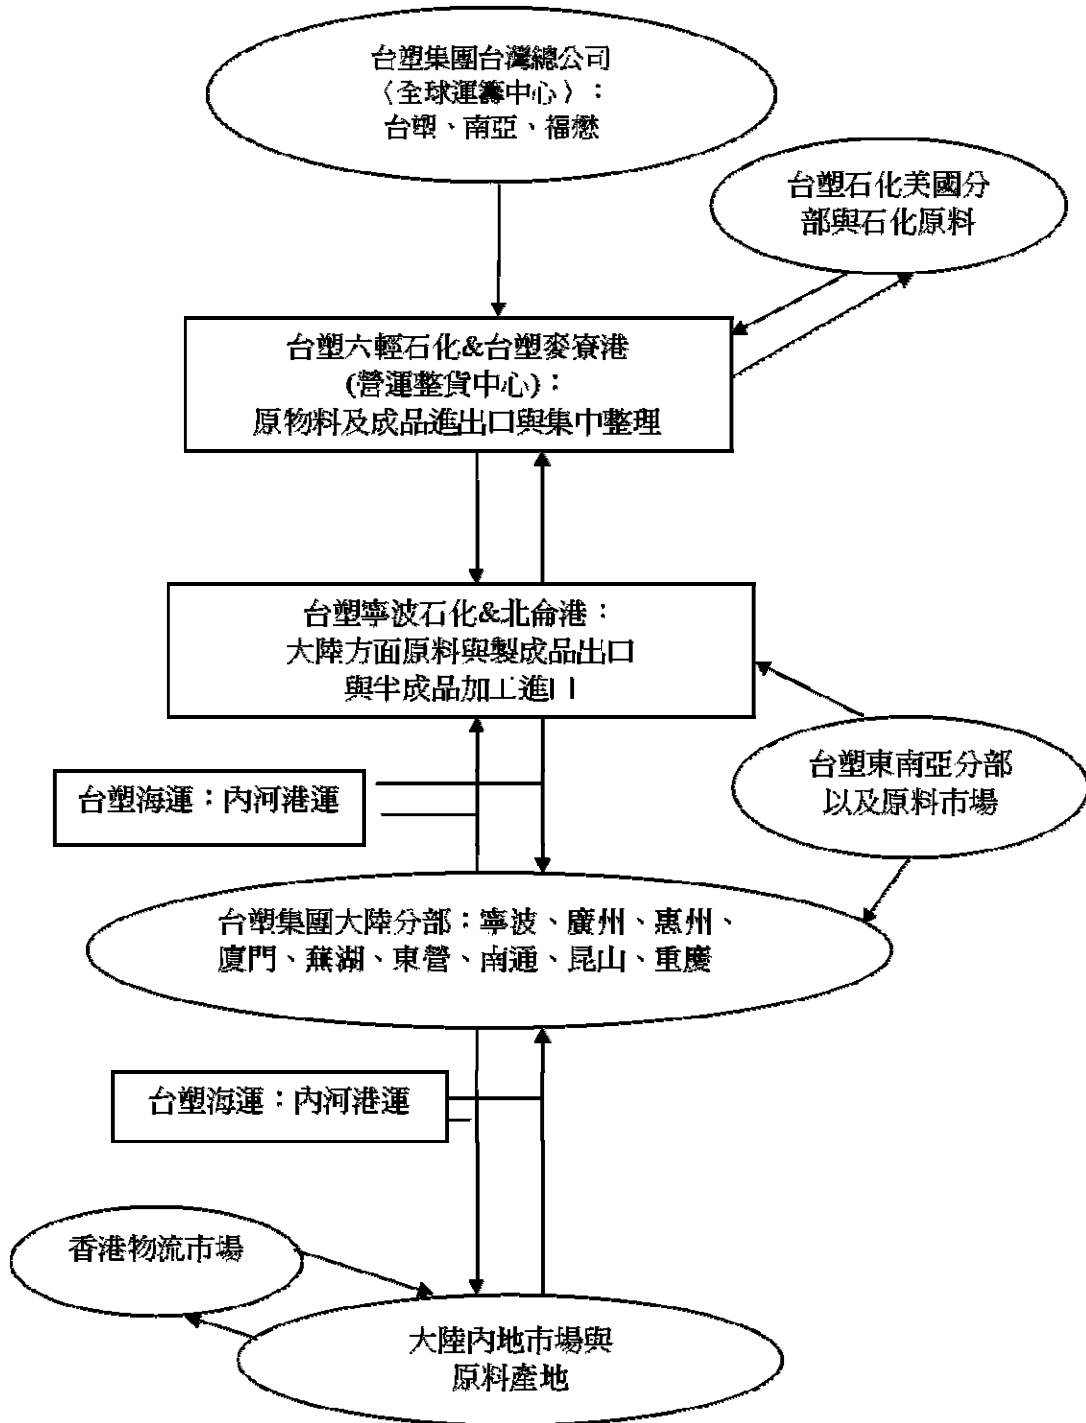 台塑集團台灣總公司
〈全球運籌中心〉：
台塑、南亞、福懋
台塑石化美國分
部與石化原料
台塑六輕石化&台塑麥寮港
(營運整貨中心)：
原物料及成品進出口與集中整理
台塑寧波石化&北侖港：
大陸方面原料與製成品出口
與半成品加工進口
台塑海運：內河港運
台塑東南亞分部
以及原料市場
台塑集團大陸分部：寧波、廣州、惠州、
廈門、蕪湖、東營、南通、昆山、重慶
台塑海運：內河港運
香港物流市場
大陸內地市場與
原料產地